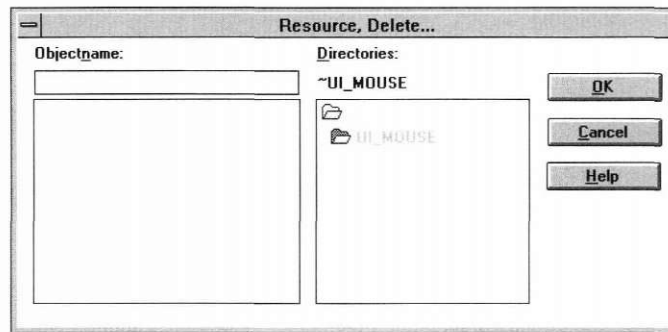 Resource, Delete...
Objectname:
Directories:
~UI_MOUSE
UI_MOUSE
OK
Cancel
Help